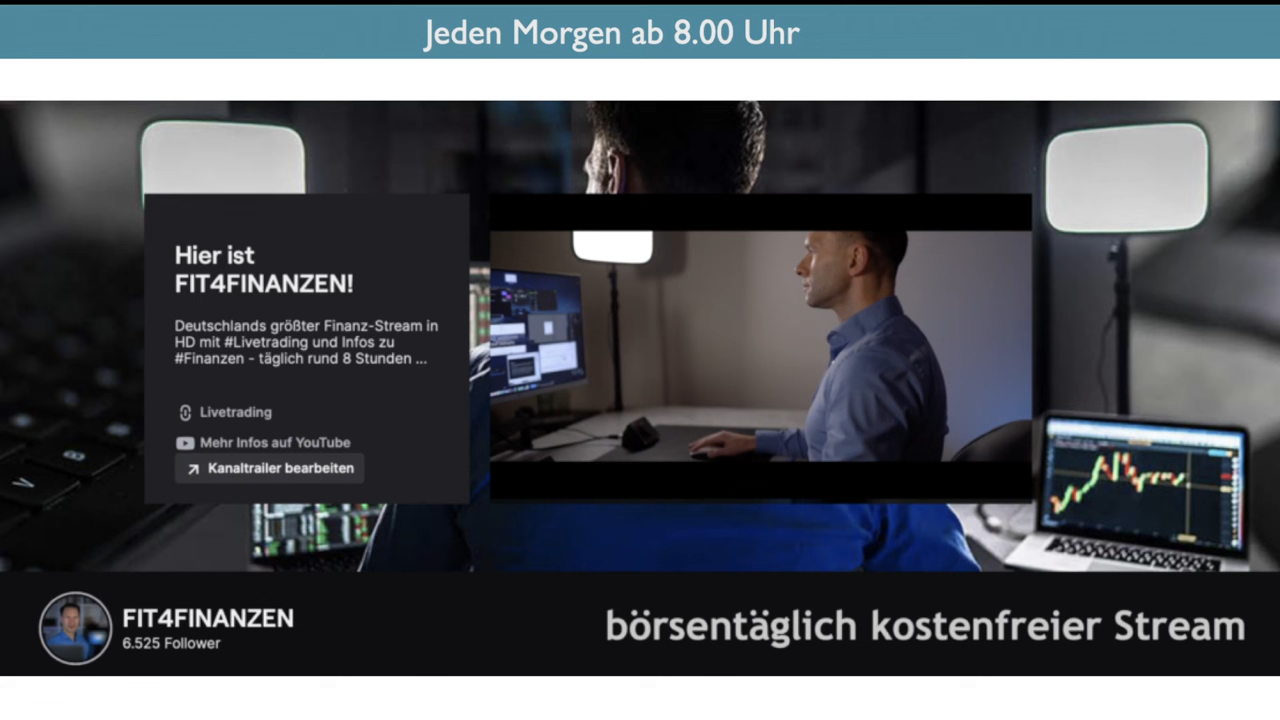 Jeden Morgen ab 8.00 Uhr
Hier ist
FIT4FINANZEN!
Deutschlands größter Finanz-Stream in
HD mit #Livetrading und Infos zu
#Finanzen - täglich rund 8 Stunden ...
Livetrading
Mehr Infos auf YouTube
Kanaltrailer bearbeiten
FIT4FINANZEN
6.525 Follower
börsentäglich kostenfreier Stream